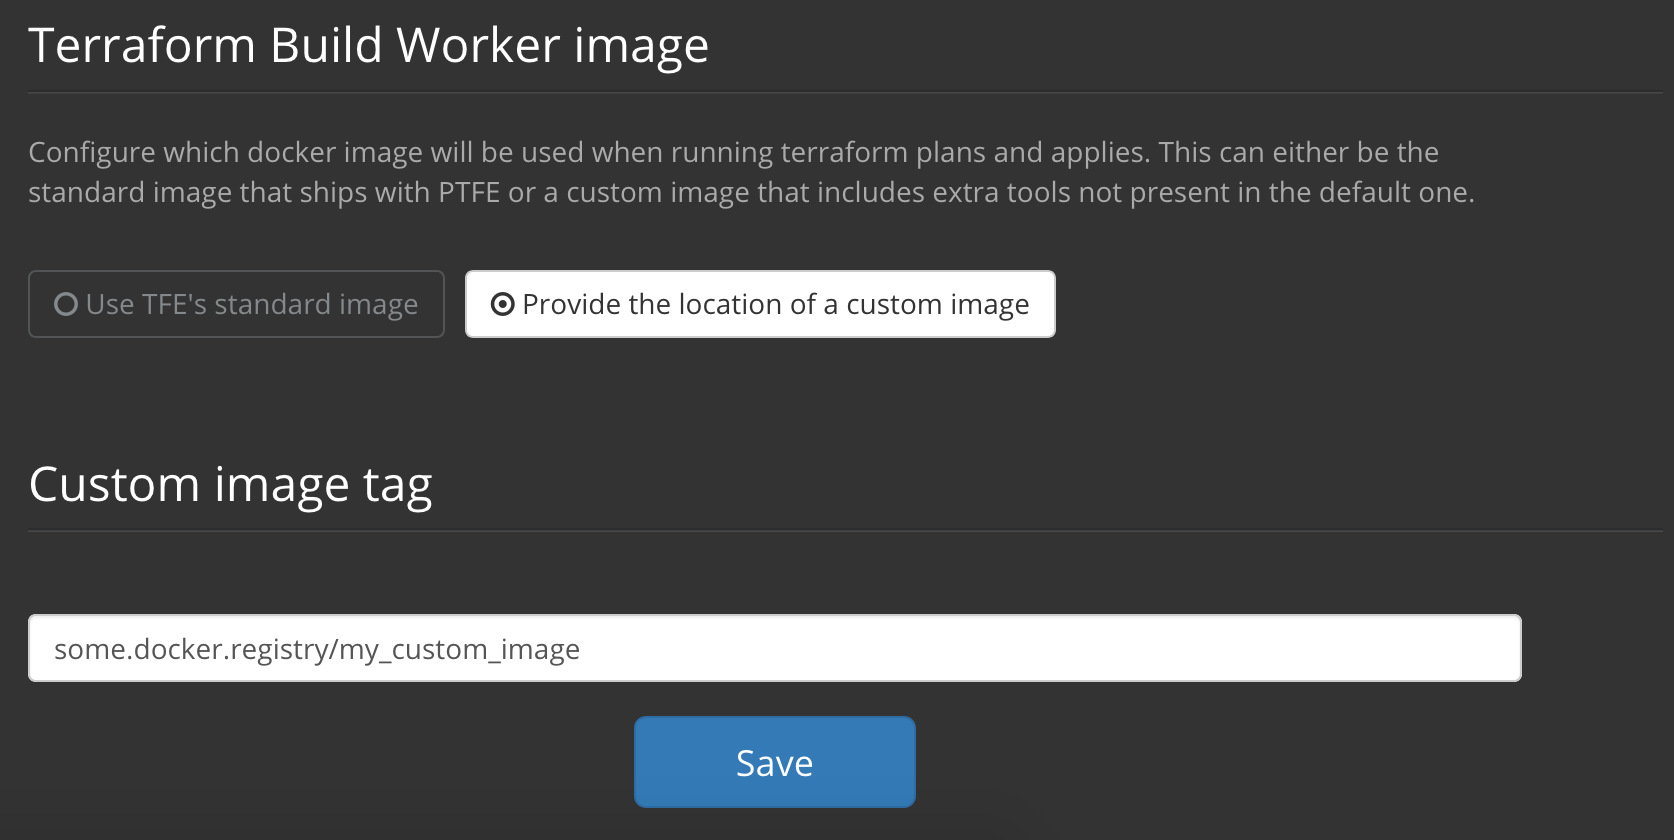 Terraform Build Worker image
Configure which docker image will be used when running terraform plans and applies. This can either be the
standard image that ships with PTFE or a custom image that includes extra tools not present in the default one.
Use TFE's standard image
Provide the location of a custom image
Custom image tag
some.docker.registry/my_custom_image
Save